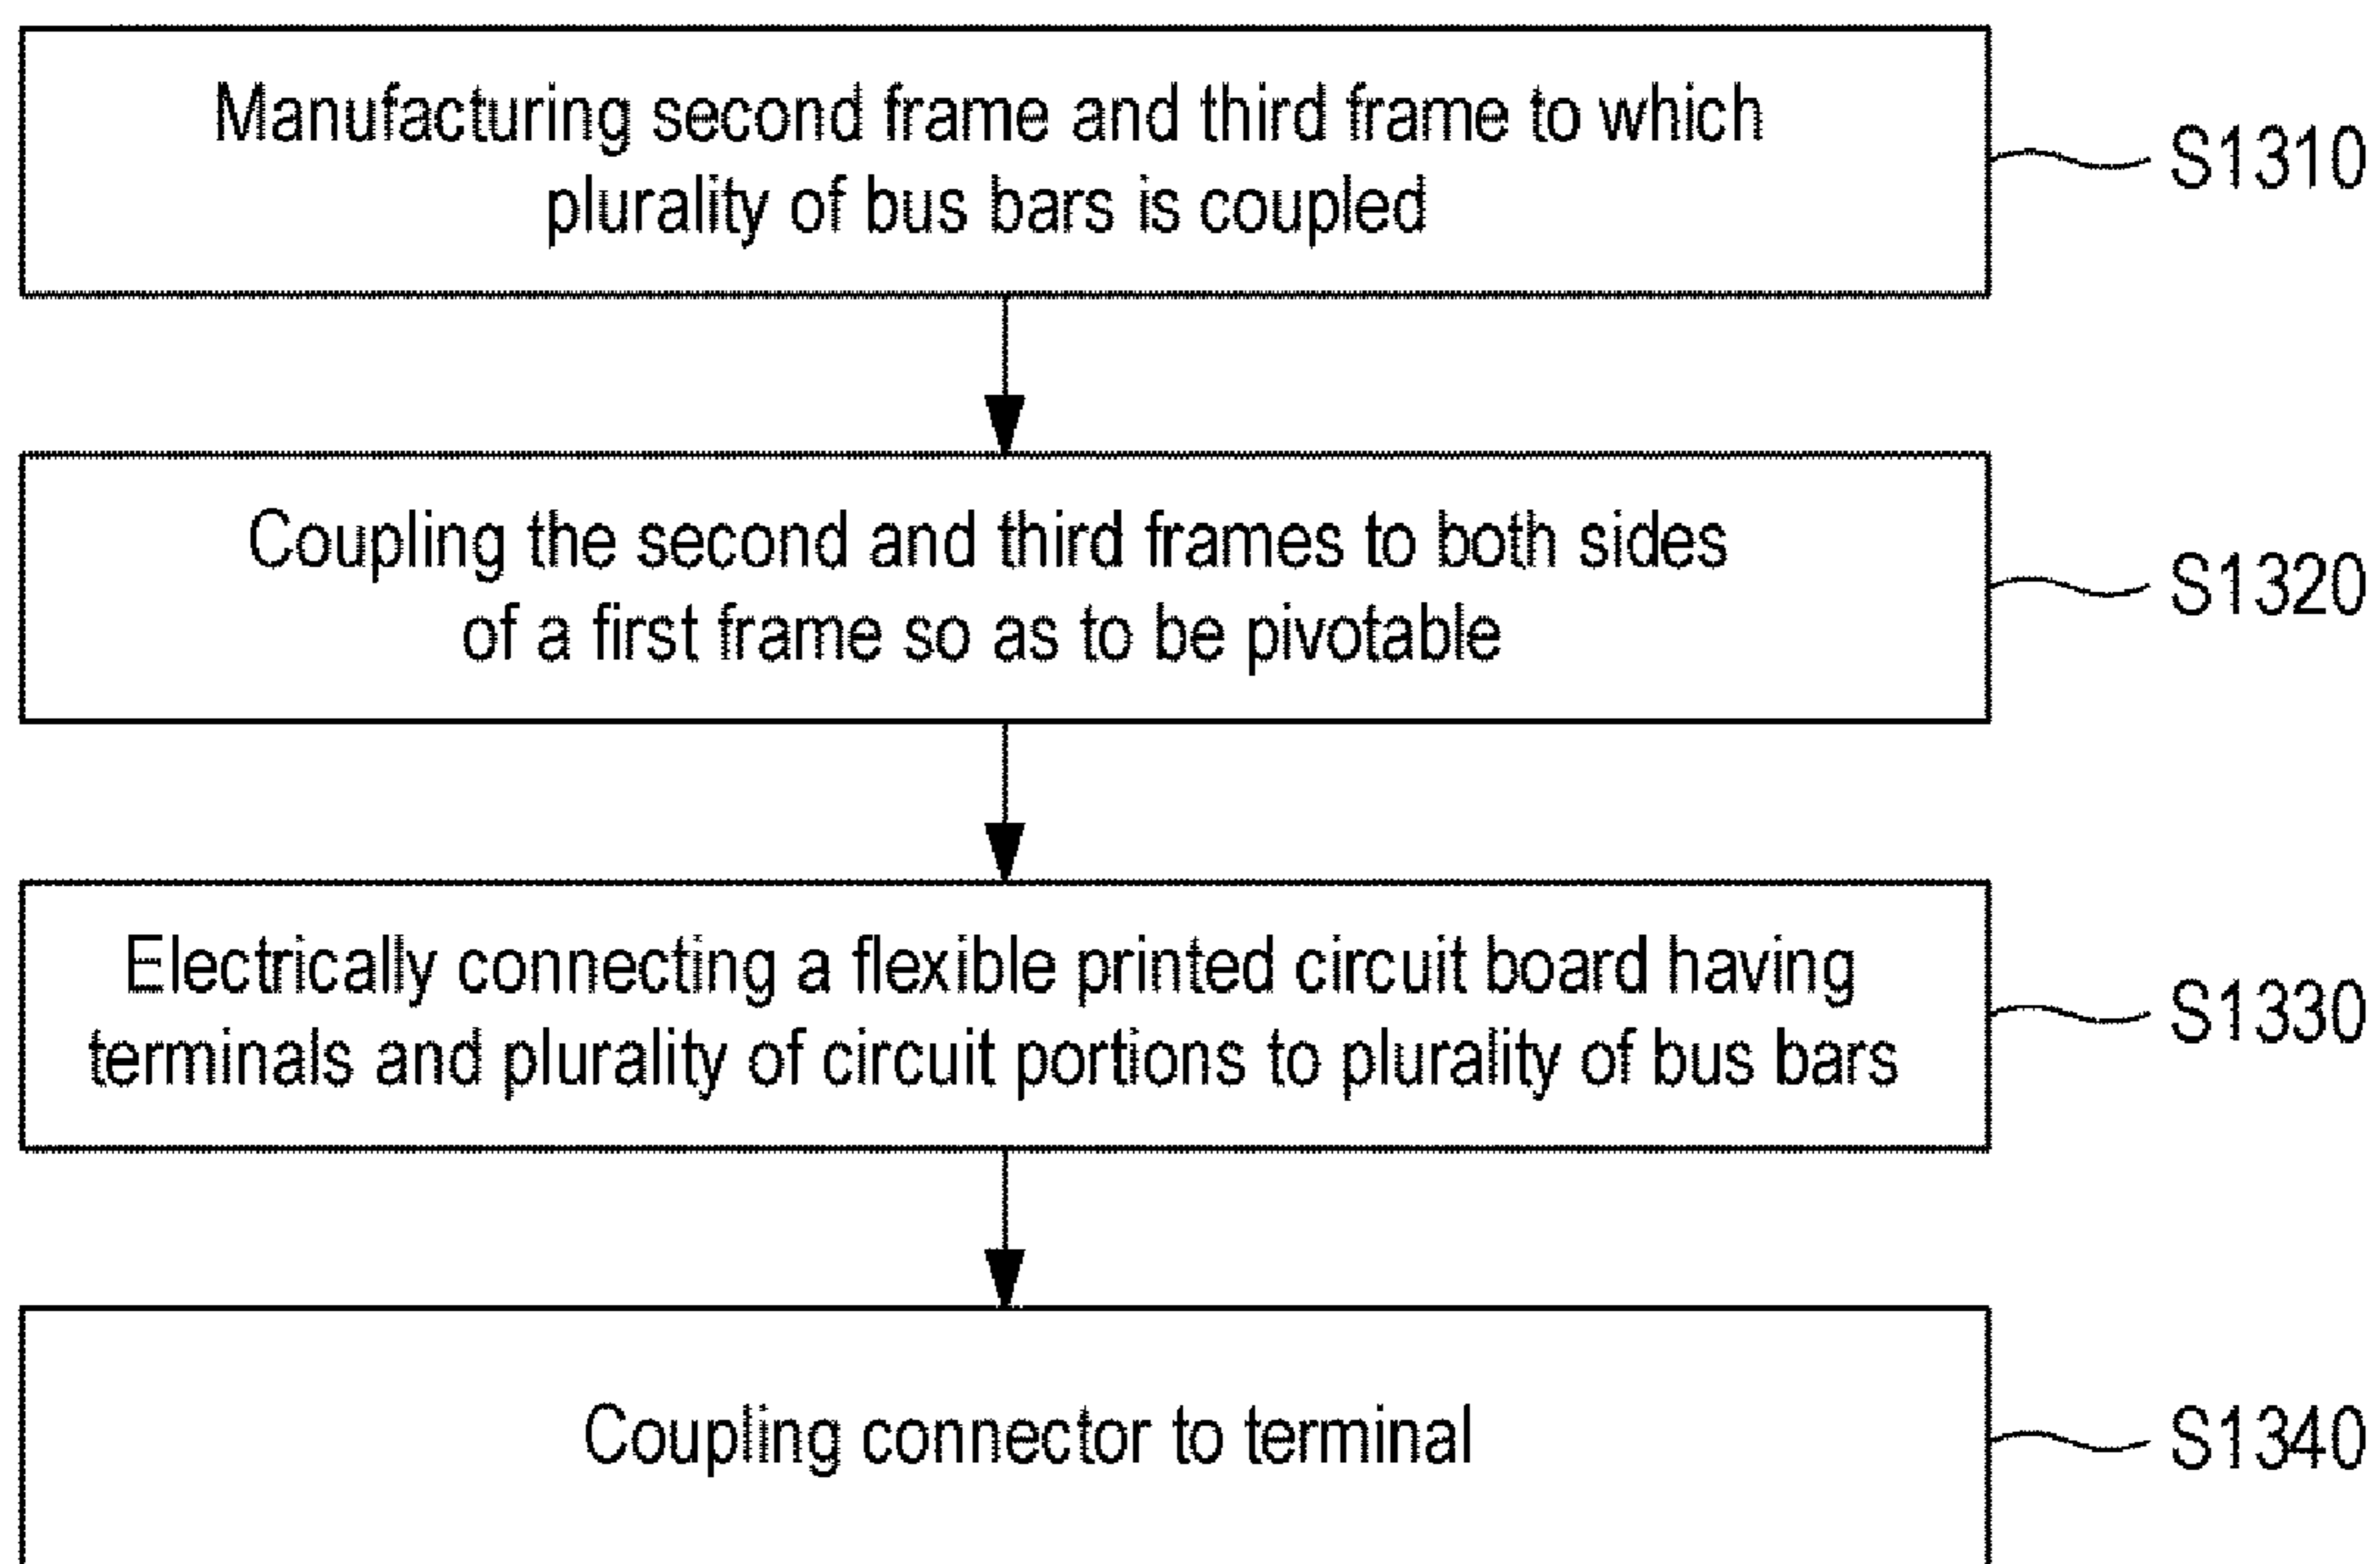 Manufacturing second frame and third frame to which
plurality of bus bars is coupled
S1310
Coupling the second and third frames to both sides
of a first frame so as to be pivotable
S1320
Electrically connecting a flexible printed circuit board having
terminals and plurality of circuit portions to plurality of bus bars
S1330
Coupling connector to terminal
S1340